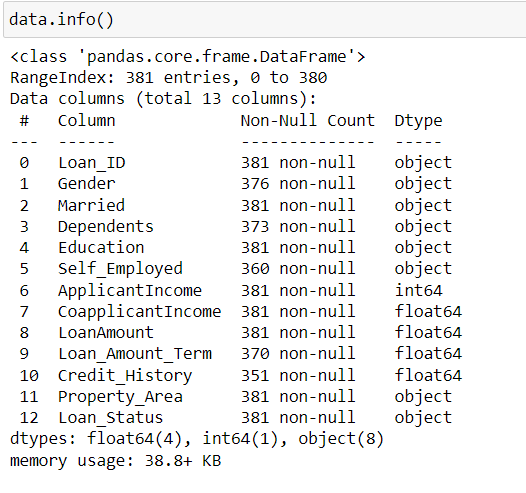 data.info()
<class 'pandas.core.frame.DataFrame'>
RangeIndex: 381 entries, 0 to 380
Data columns (total 13 columns):
 #   Column             Non-Null Count  Dtype
---  ------             --------------  -----
 0   Loan_ID            381 non-null    object
 1   Gender             376 non-null    object
 2   Married            381 non-null    object
 3   Dependents         373 non-null    object
 4   Education          381 non-null    object
 5   Self_Employed      360 non-null    object
 6   ApplicantIncome    381 non-null    int64
 7   CoapplicantIncome  381 non-null    float64
 8   LoanAmount         381 non-null    float64
 9   Loan_Amount_Term   370 non-null    float64
 10  Credit_History     351 non-null    float64
 11  Property_Area      381 non-null    object
 12  Loan_Status        381 non-null    object
dtypes: float64(4), int64(1), object(8)
memory usage: 38.8+ KB